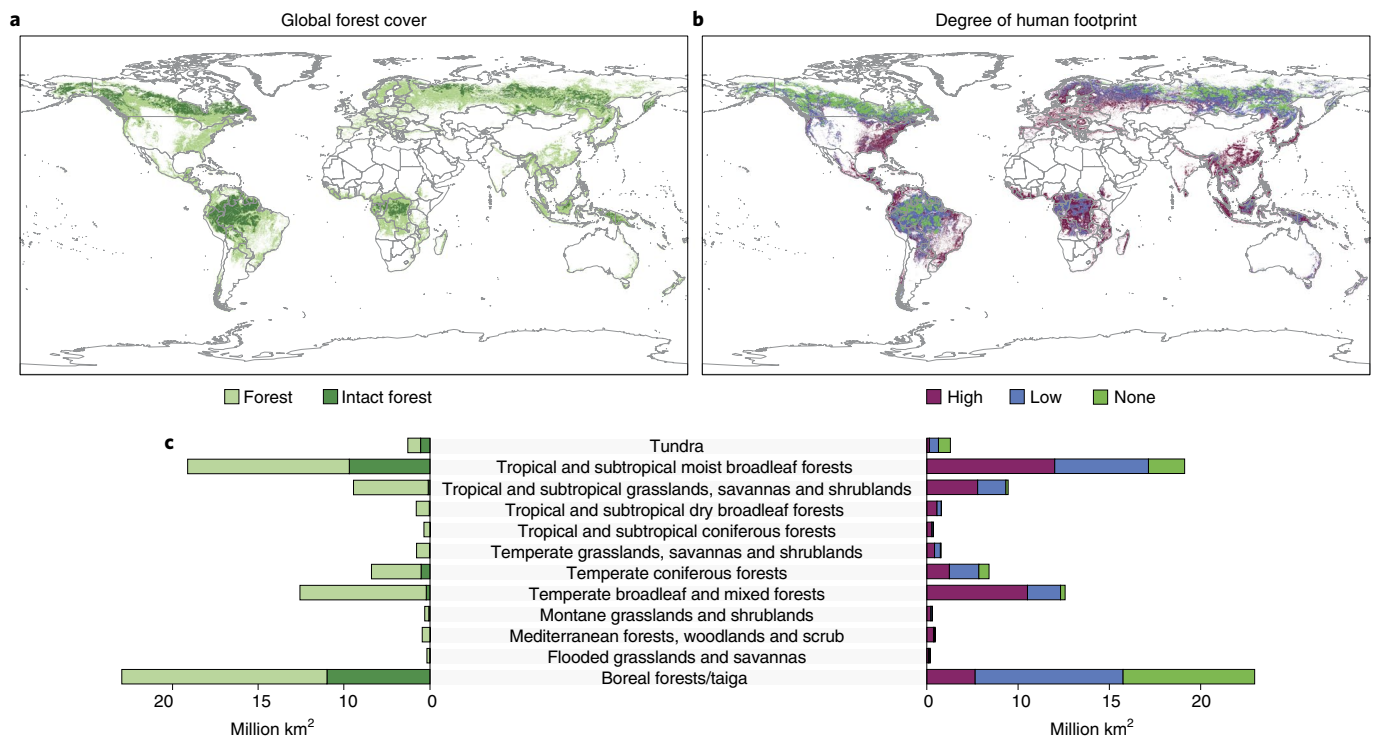 a
Global forest cover
b
Degree of human footprint
Forest
Intact forest
High
Low
None
c
Tundra
Tropical and subtropical moist broadleaf forests
Tropical and subtropical grasslands, savannas and shrublands
Tropical and subtropical dry broadleaf forests
Tropical and subtropical coniferous forests
Temperate grasslands, savannas and shrublands
Temperate coniferous forests
Temperate broadleaf and mixed forests
Montane grasslands and shrublands
Mediterranean forests, woodlands and scrub
Flooded grasslands and savannas
Boreal forests/taiga
20 15 10 0
0 10 15 20
Million km²
Million km²